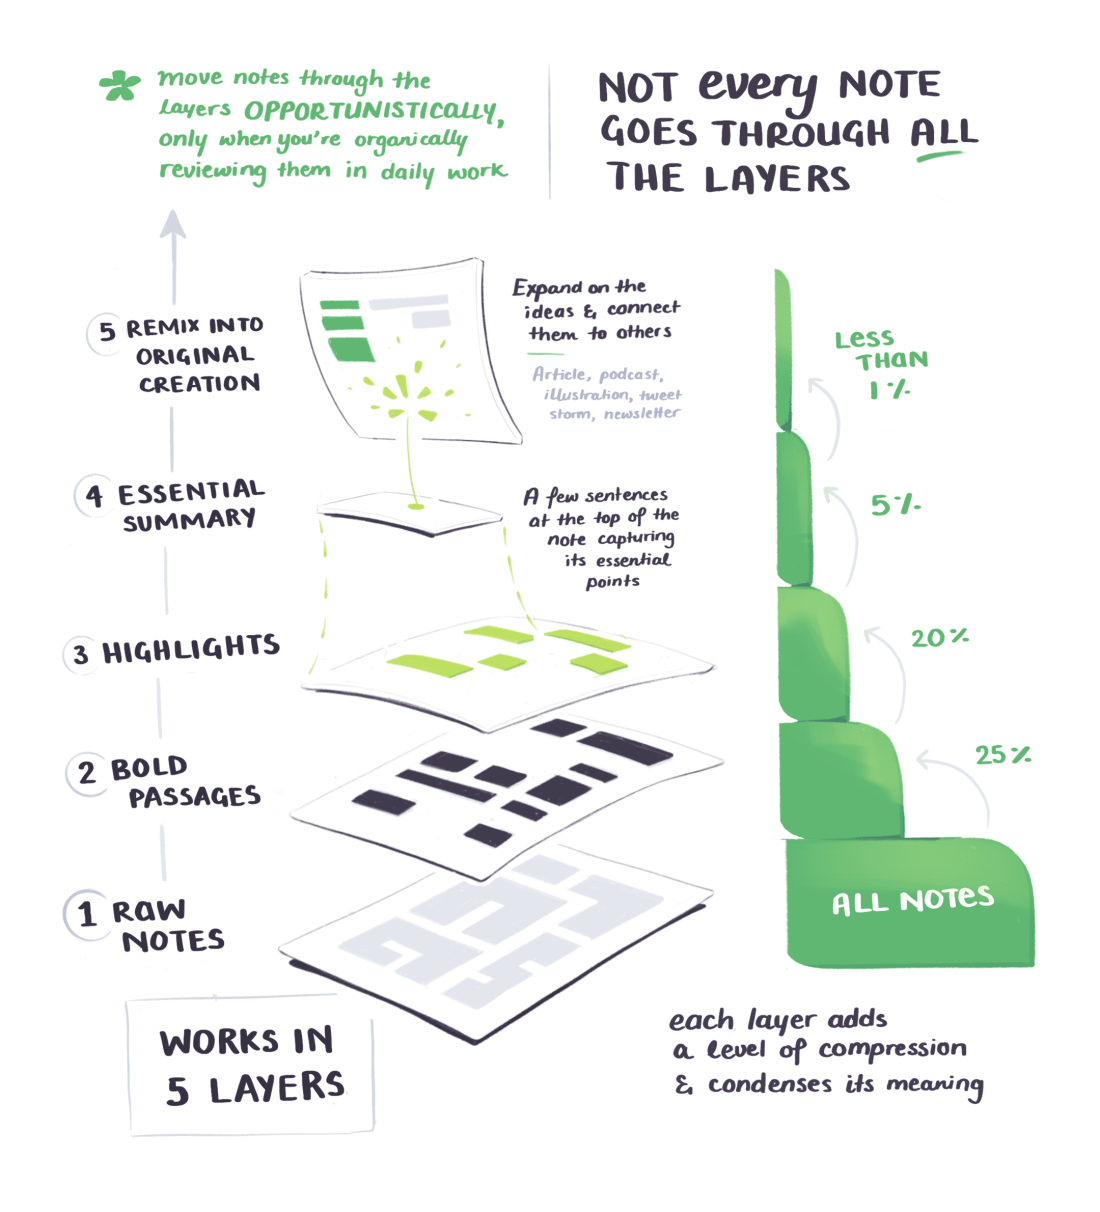 move notes through the
layers OPPORTUNISTICALLY,
only when you're organically
reviewing them in daily work
NOT every NOTE
GOES THROUGH ALL
THE LAYERS
5 REMIX INTO
ORIGINAL
CREATION
Expand on the
ideas & connect
them to others
Article, podcast,
illustration, tweet
storm, newsletter
LESS
THAN
1%
4 ESSENTIAL
SUMMARY
A few sentences
at the top of the
note capturing
its essential
points
5%
3 HIGHLIGHTS
20%
2 BOLD
PASSAGES
25%
1 RAW
NOTES
ALL NOTES
WORKS IN
5 LAYERS
each layer adds
a level of compression
& condenses its meaning